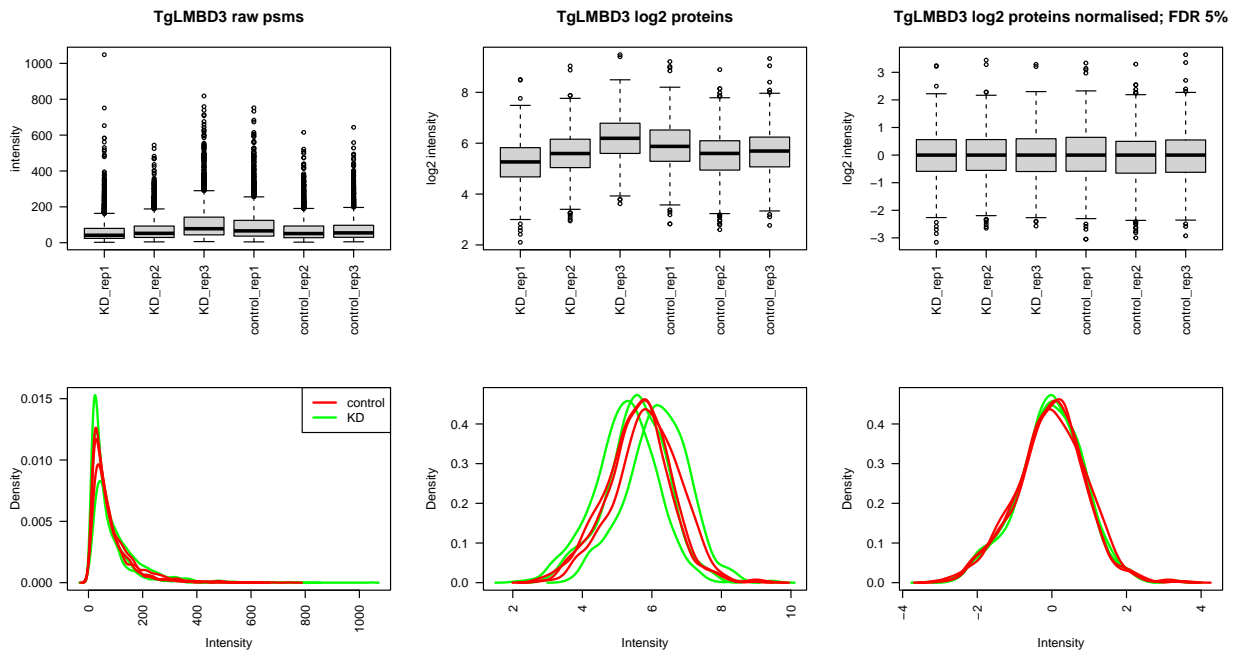 TgLMBD3 raw psms
intensity
1000
800
600
400
200
0
KD_rep1
KD_rep2
KD_rep3
control_rep1
control_rep2
control_rep3
TgLMBD3 log2 proteins
log2 intensity
8
6
4
2
KD_rep1
KD_rep2
KD_rep3
control_rep1
control_rep2
control_rep3
TgLMBD3 log2 proteins normalised; FDR 5%
log2 intensity
3
2
1
0
−1
−2
−3
KD_rep1
KD_rep2
KD_rep3
control_rep1
control_rep2
control_rep3
control
KD
Density
0.015
0.010
0.005
0.000
0
200
400
600
800
1000
Intensity
Density
0.4
0.3
0.2
0.1
0.0
2
4
6
8
10
Intensity
Density
0.4
0.3
0.2
0.1
0.0
−4
−2
0
2
4
Intensity